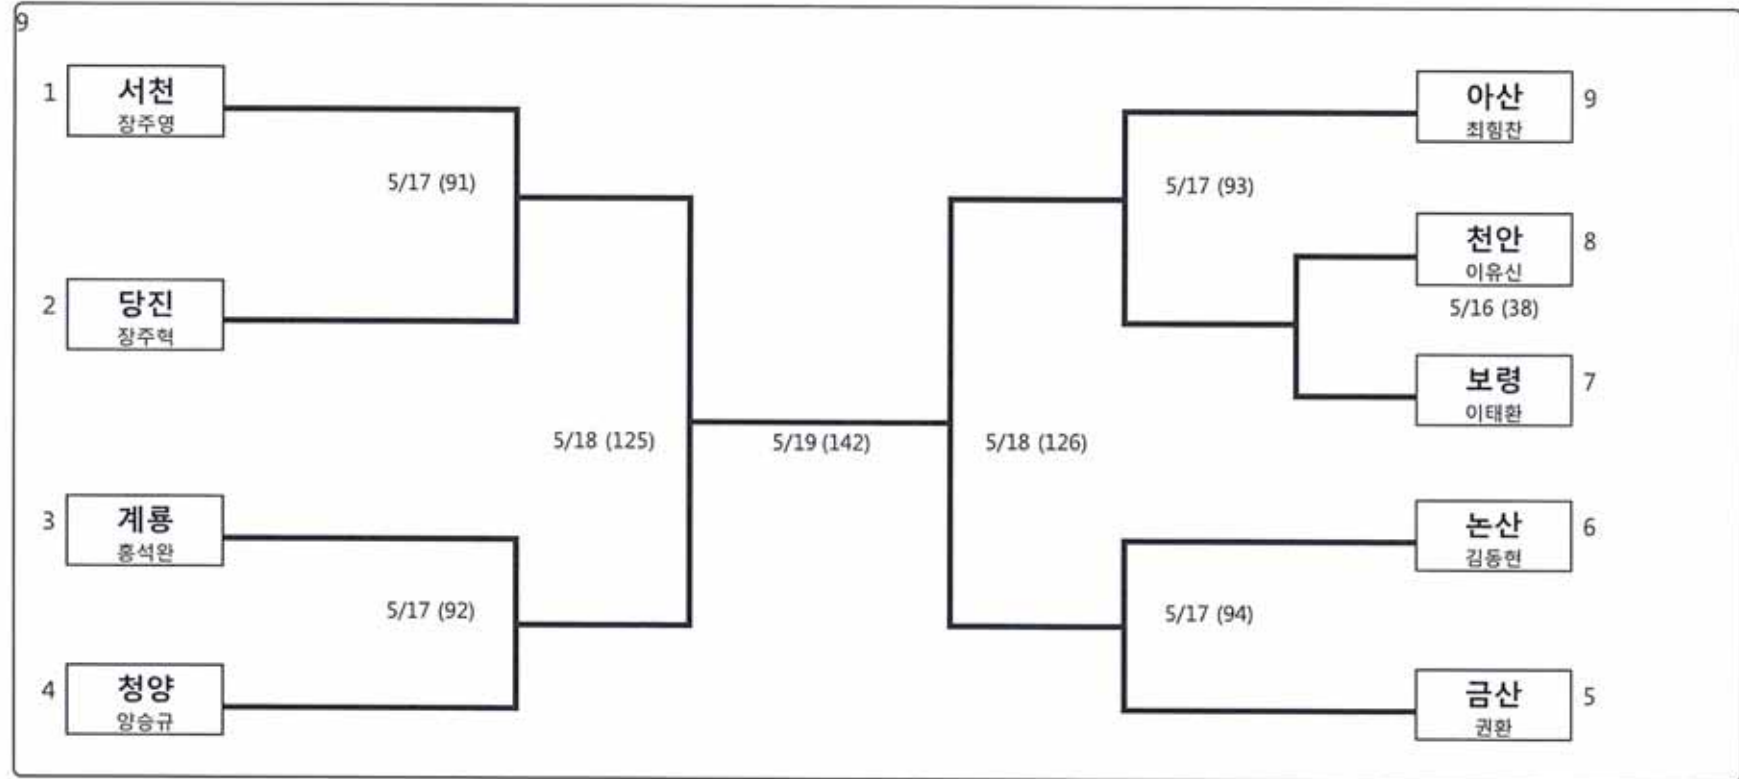 9
1
서천
장주영
5/17 (91)
2
당진
장주혁
5/18 (125)
3
계룡
홍석완
5/17 (92)
4
청양
양승규
5/19 (142)
아산
최힘찬
9
5/17 (93)
천안
이유신
8
5/16 (38)
보령
이태환
7
5/18 (126)
논산
김동현
6
5/17 (94)
금산
권환
5